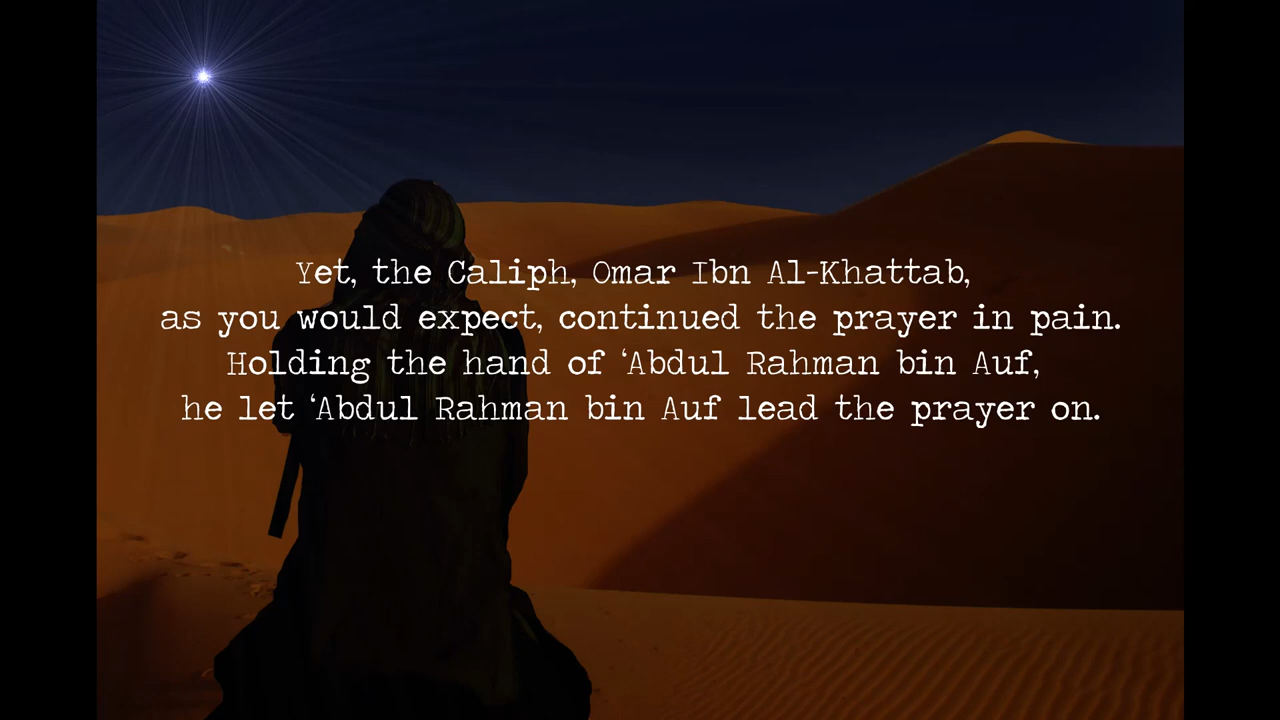 Yet, the Caliph, Omar Ibn Al-Khattab,
as you would expect, continued the prayer in pain.
Holding the hand of ‘Abdul Rahman bin Auf,
he let ‘Abdul Rahman bin Auf lead the prayer on.